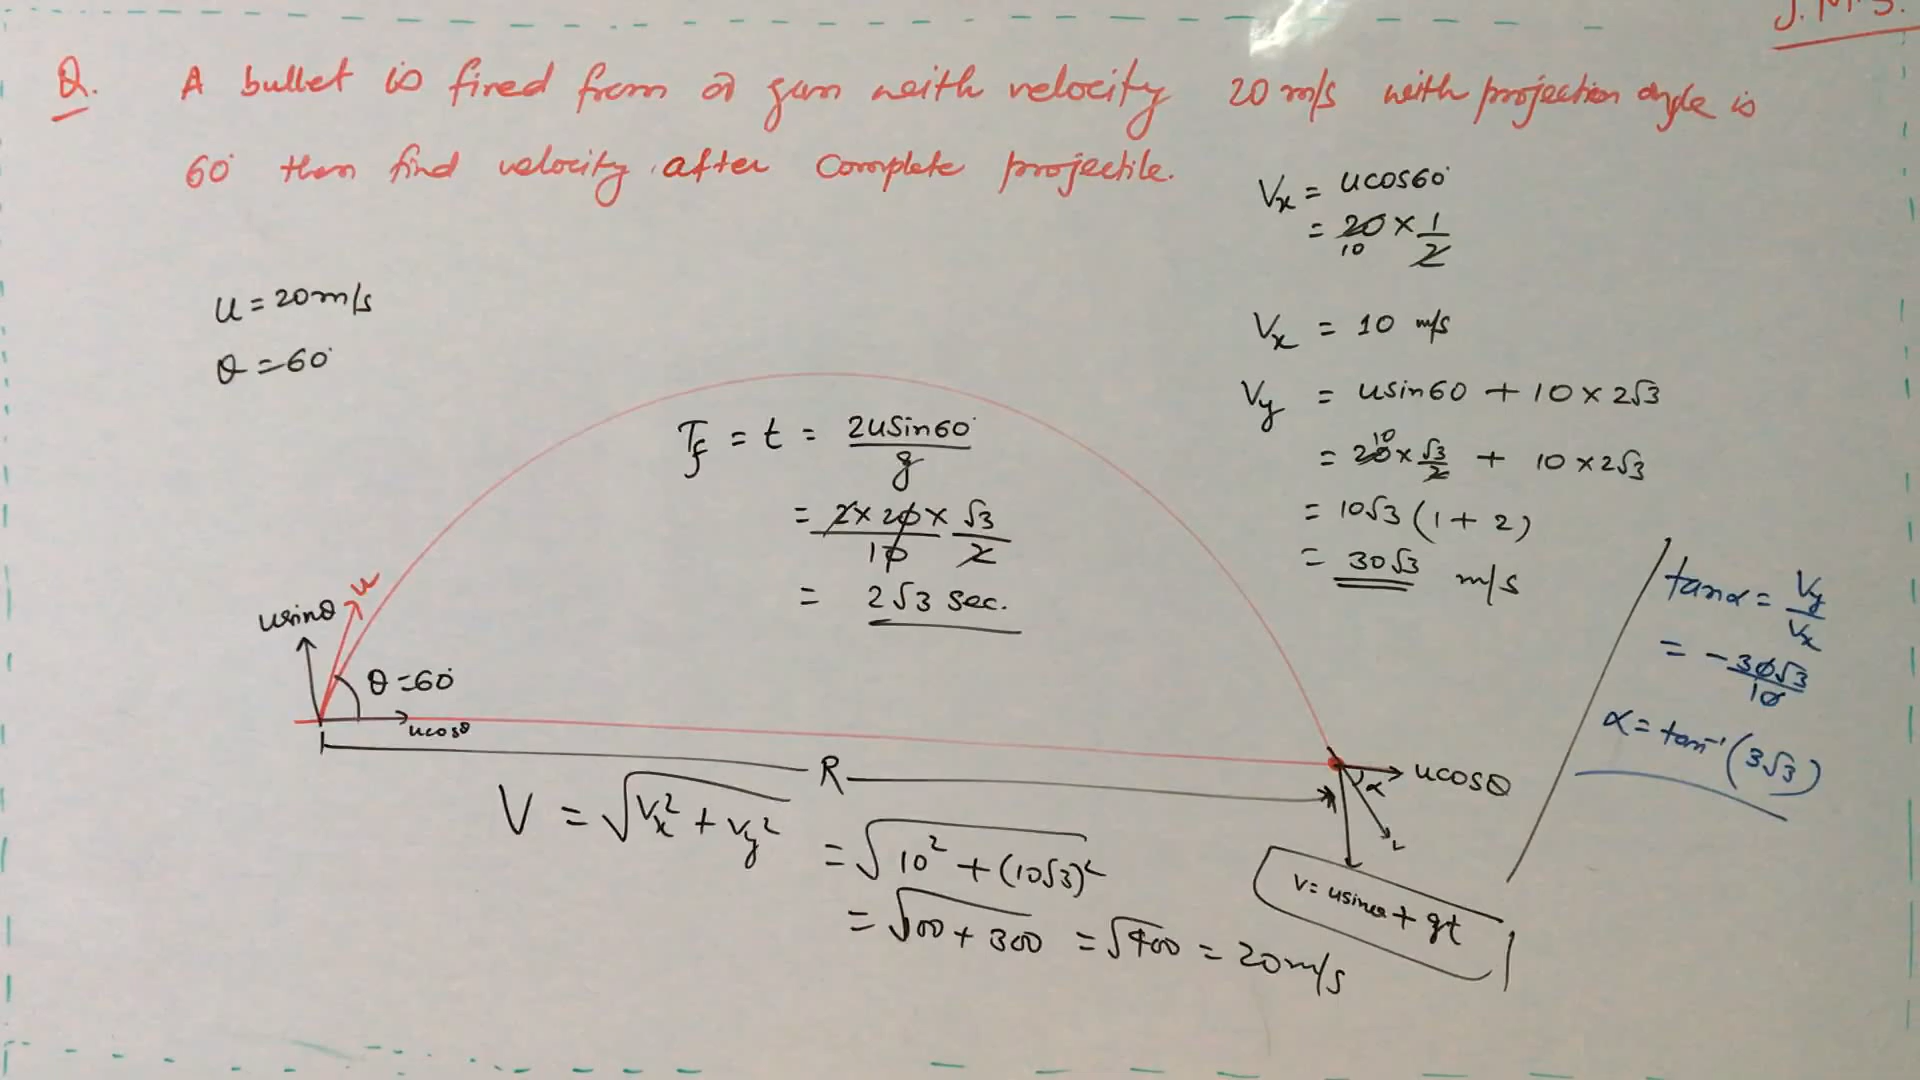 J.M.S.
Q. A bullet is fired from a gun with velocity 20 m/s with projection angle is
60° then find velocity after complete projectile.
u = 20 m/s
θ = 60°
Vx = ucos60°
= 20 × 1/2
10
Vx = 10 m/s
Vy = usin60 + 10 × 2√3
= 20 × √3/2 + 10 × 2√3
10
= 10√3 (1 + 2)
= 30√3 m/s
Tf = t = 2usin60°/g
= 2 × 20 × √3 / 10 2
= 2√3 sec.
tanα = Vy/Vx
= -30√3/10
α = tan⁻¹(3√3)
usinθ
u
θ = 60°
ucosθ
R
ucosθ
α
v = usinθ + gt
V = √Vx² + Vy² = √10² + (10√3)²
= √100 + 300 = √400 = 20 m/s